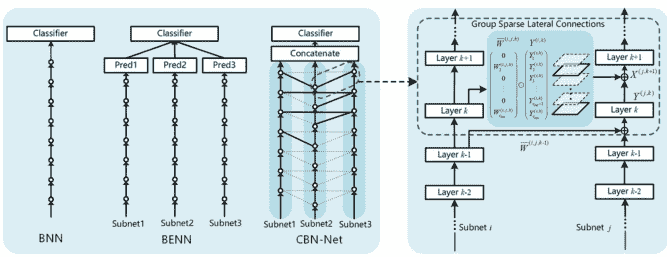 Classifier
BNN
Classifier
Pred1 Pred2 Pred3
Subnet1 Subnet2 Subnet3
BENN
Classifier
Concatenate
Subnet1 Subnet2 Subnet3
CBN-Net
Group Sparse Lateral Connections
Layer k+1
Layer k
Layer k-1
Layer k-2
Subnet i
Layer k+1
X^(j,k+1)
Y^(j,k)
Layer k
Layer k-1
Layer k-2
Subnet j